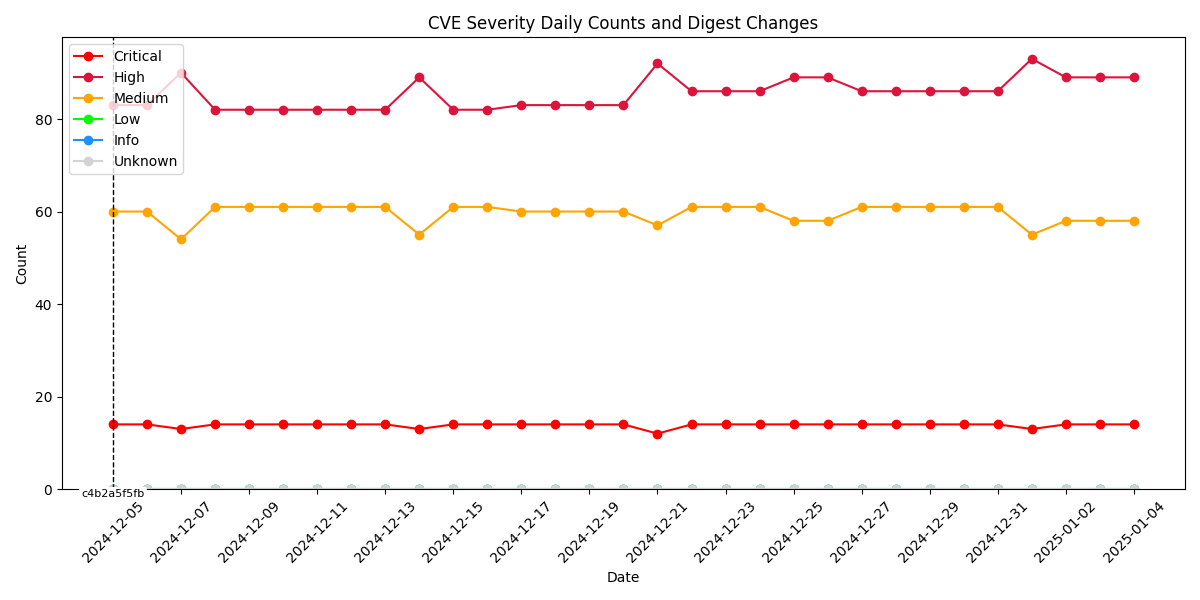 CVE Severity Daily Counts and Digest Changes
Critical
High
Medium
Low
Info
Unknown
Count
80
60
40
20
0
c4b2a5f5fb
2024-12-05
2024-12-07
2024-12-09
2024-12-11
2024-12-13
2024-12-15
2024-12-17
2024-12-19
2024-12-21
2024-12-23
2024-12-25
2024-12-27
2024-12-29
2024-12-31
2025-01-02
2025-01-04
Date